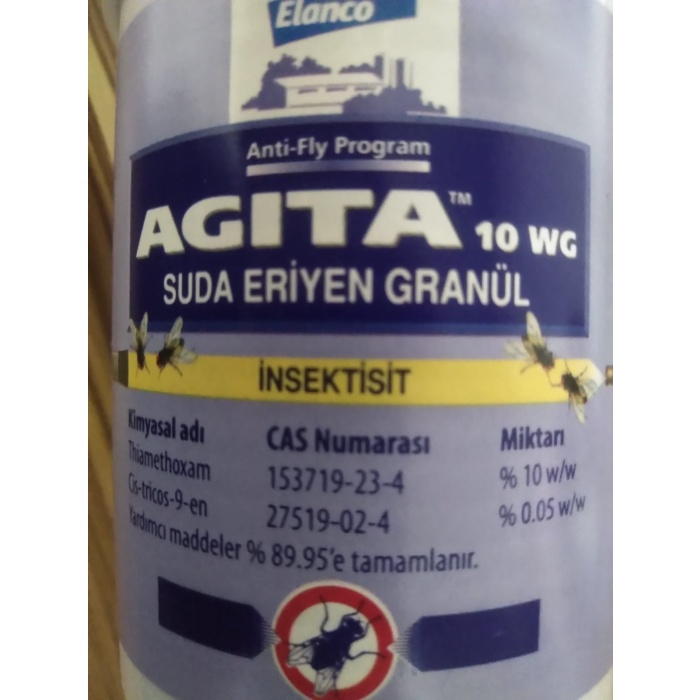 Elanco
Anti-Fly Program
AGITA™ 10 WG
SUDA ERİYEN GRANÜL
İNSEKTİSİT
Kimyasal adı CAS Numarası Miktarı
Thiamethoxam 153719-23-4 % 10 w/w
Cis-tricos-9-en 27519-02-4 % 0.05 w/w
Yardımcı maddeler % 89.95'e tamamlanır.